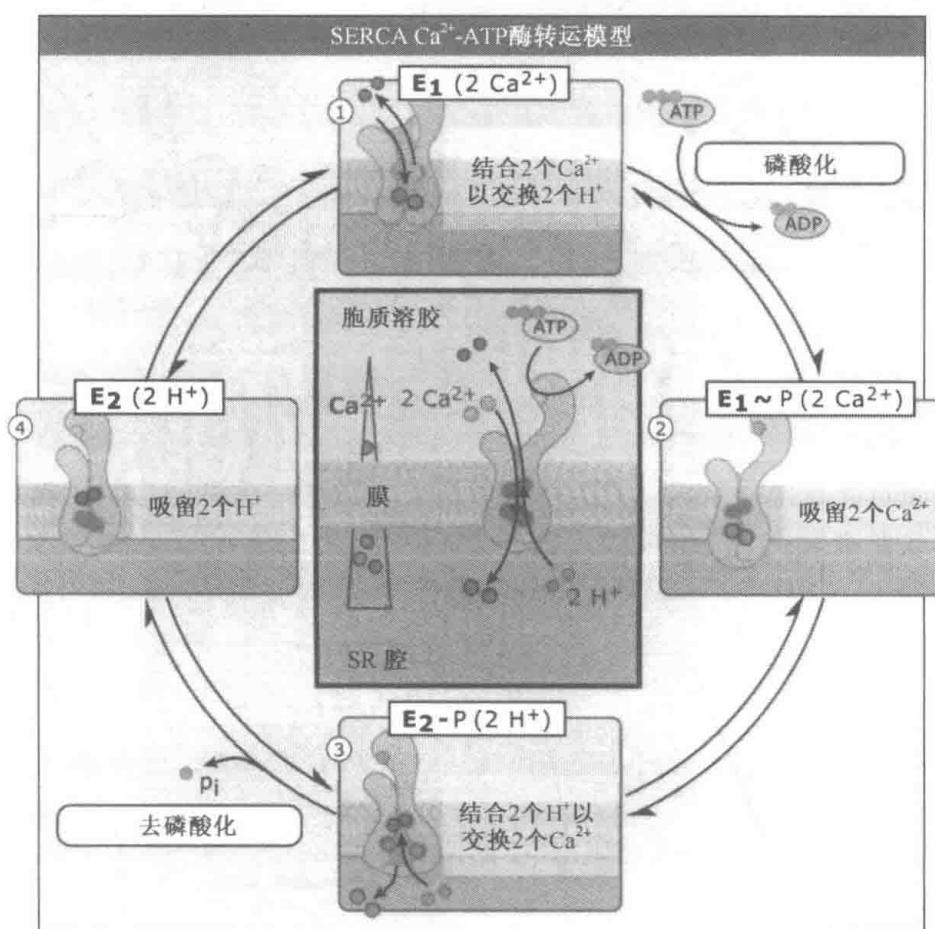 SERCA Ca²⁺-ATP酶转运模型
E₁ (2 Ca²⁺)
①
结合2个Ca²⁺
以交换2个H⁺
ATP
磷酸化
ADP
胞质溶胶
ATP
ADP
Ca²⁺
2 Ca²⁺
膜
2 H⁺
SR 腔
E₂ (2 H⁺)
④
吸留2个H⁺
E₁ ~ P (2 Ca²⁺)
②
吸留2个Ca²⁺
E₂-P (2 H⁺)
③
结合2个H⁺以
交换2个Ca²⁺
Pi
去磷酸化